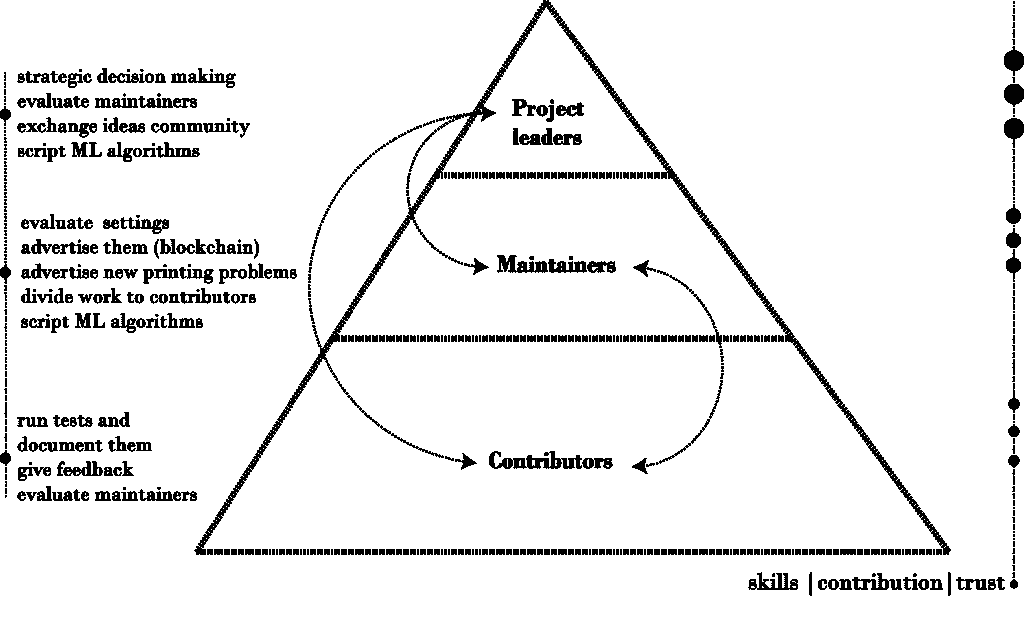 strategic decision making
evaluate maintainers
exchange ideas community
script ML algorithms
Project
leaders
evaluate settings
advertise them (blockchain)
advertise new printing problems
divide work to contributors
script ML algorithms
Maintainers
run tests and
document them
give feedback
evaluate maintainers
Contributors
skills | contribution | trust